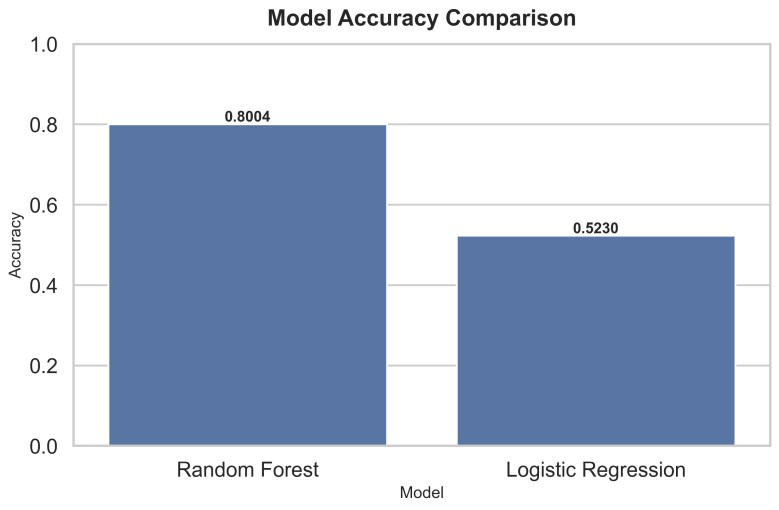 Model Accuracy Comparison
1.0
0.8
0.6
0.4
0.2
0.0
Accuracy
0.8004
0.5230
Random Forest
Logistic Regression
Model